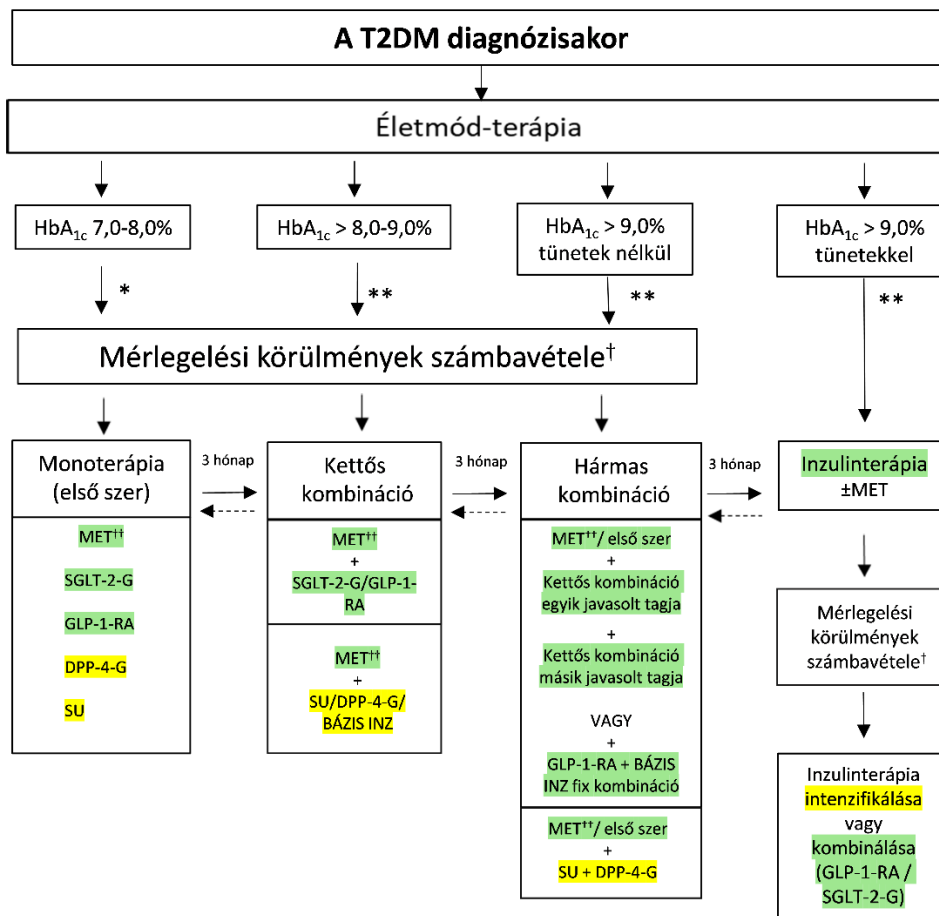 A T2DM diagnózisakor
Életmód-terápia
HbA1c 7,0-8,0%
HbA1c > 8,0-9,0%
HbA1c > 9,0%
tünetek nélkül
HbA1c > 9,0%
tünetekkel
*
**
**
**
Mérlegelési körülmények számbavétele†
Monoterápia
(első szer)
MET††
SGLT-2-G
GLP-1-RA
DPP-4-G
SU
3 hónap
Kettős
kombináció
MET††
+
SGLT-2-G/GLP-1-
RA
MET††
+
SU/DPP-4-G/
BÁZIS INZ
3 hónap
Hármas
kombináció
MET††/ első szer
+
Kettős kombináció
egyik javasolt tagja
+
Kettős kombináció
másik javasolt tagja
VAGY
+
GLP-1-RA + BÁZIS
INZ fix kombináció
MET††/ első szer
+
SU + DPP-4-G
3 hónap
Inzulinterápia
±MET
Mérlegelési
körülmények
számbavétele†
Inzulinterápia
intenzifikálása
vagy
kombinálása
(GLP-1-RA /
SGLT-2-G)